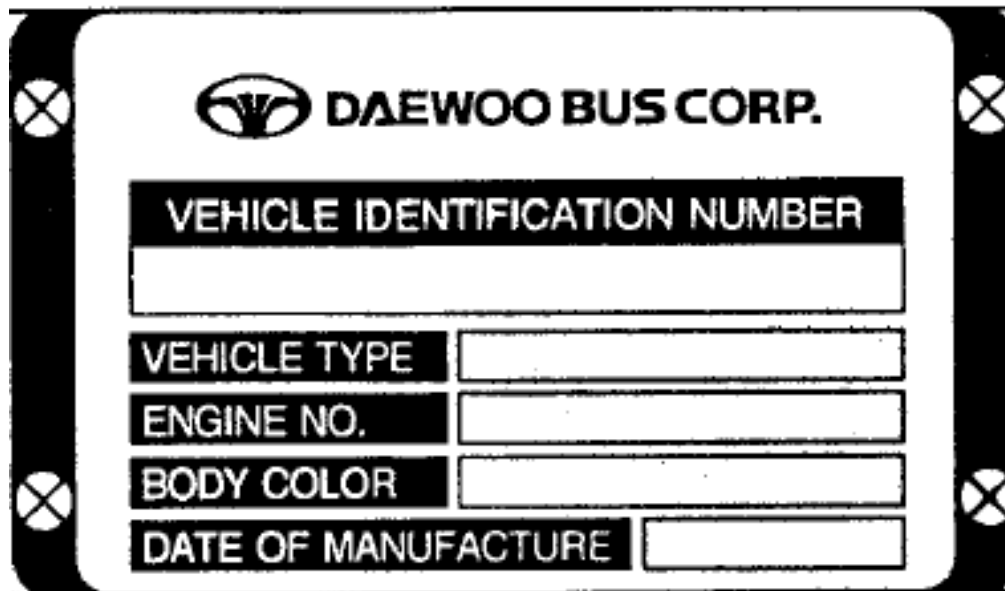 DAEWOO BUS CORP.
VEHICLE IDENTIFICATION NUMBER
VEHICLE TYPE
ENGINE NO.
BODY COLOR
DATE OF MANUFACTURE